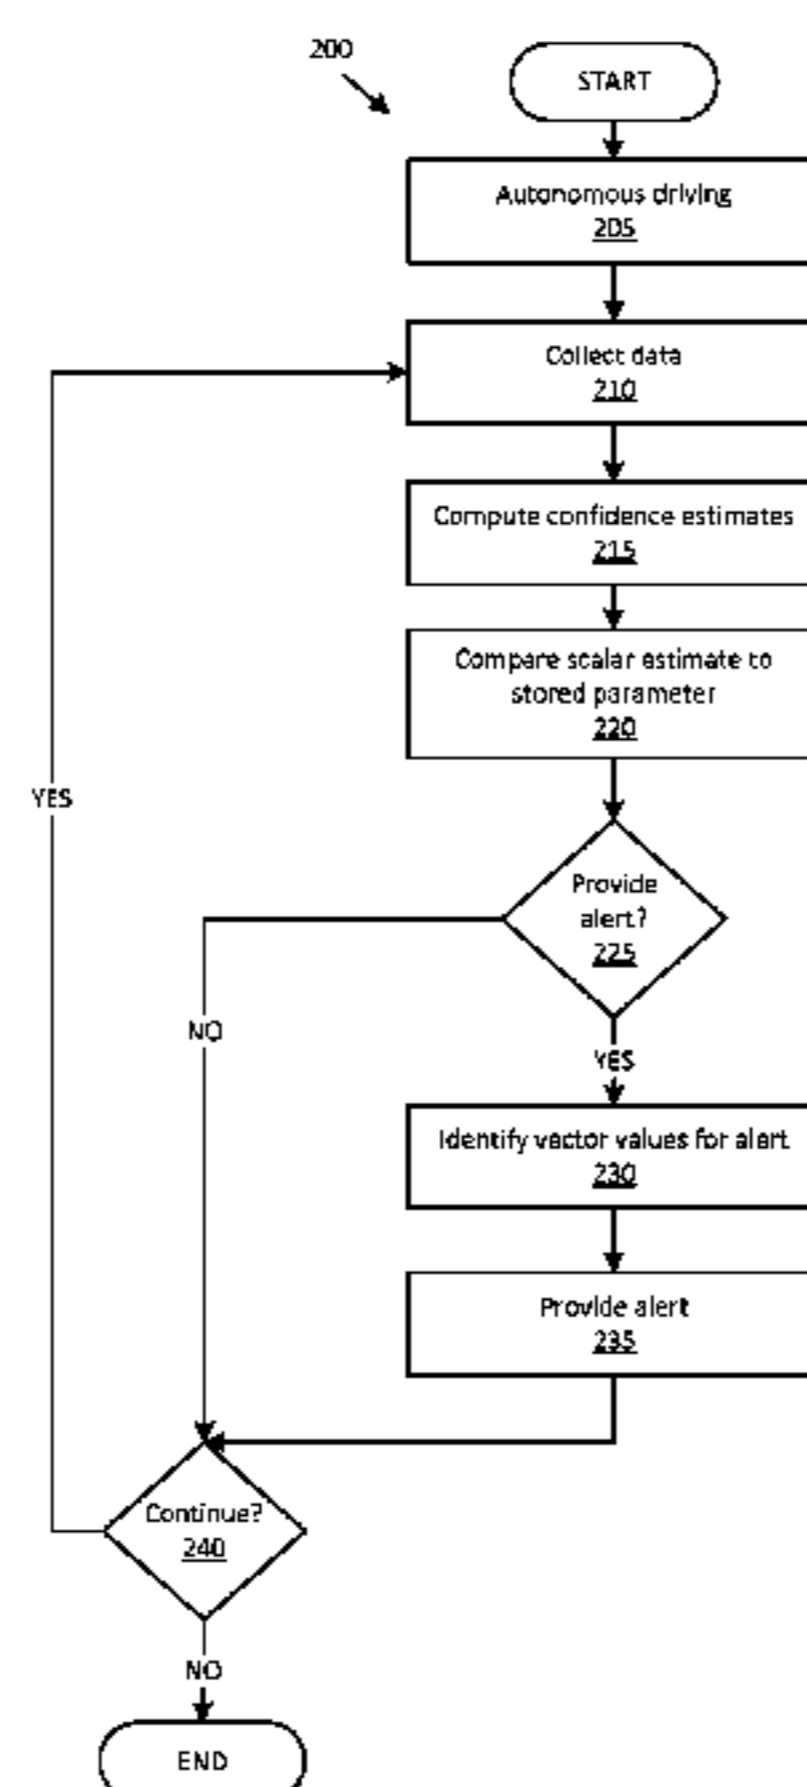 200
START
Autonomous driving
205
Collect data
210
Compute confidence estimates
215
Compare scalar estimate to
stored parameter
220
YES
Provide
alert?
225
NO
YES
Identify vector values for alert
230
Provide alert
235
Continue?
240
NO
END